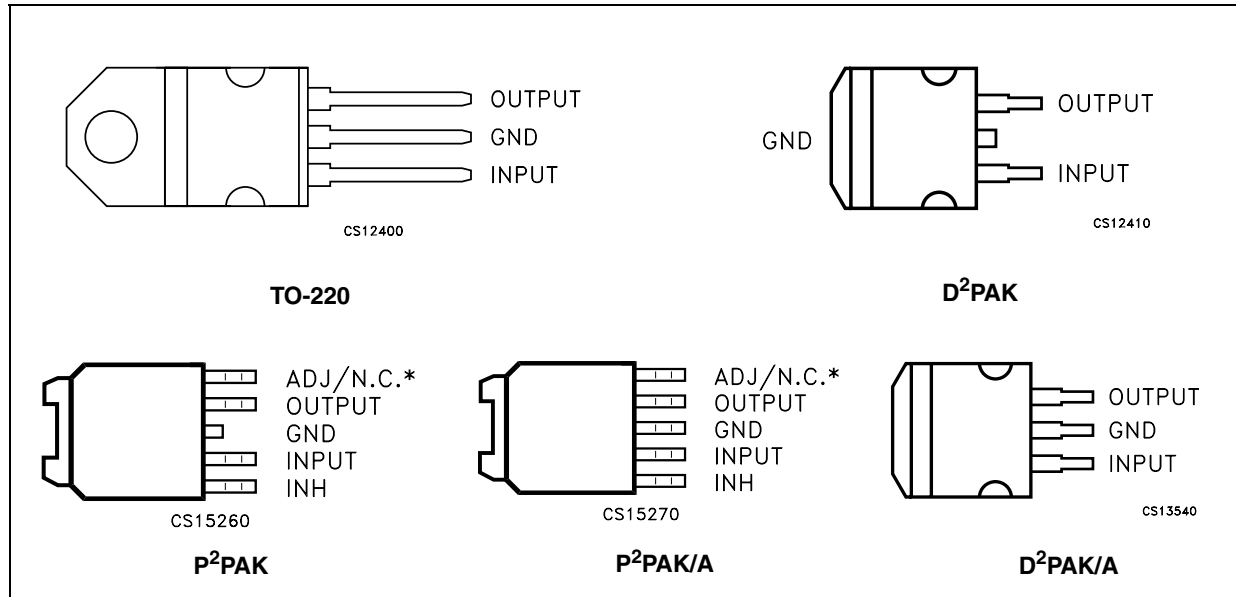 OUTPUT
GND
INPUT
CS12400
TO-220
GND
OUTPUT
INPUT
CS12410
D²PAK
ADJ/N.C.*
OUTPUT
GND
INPUT
INH
CS15260
P²PAK
ADJ/N.C.*
OUTPUT
GND
INPUT
INH
CS15270
P²PAK/A
OUTPUT
GND
INPUT
CS13540
D²PAK/A